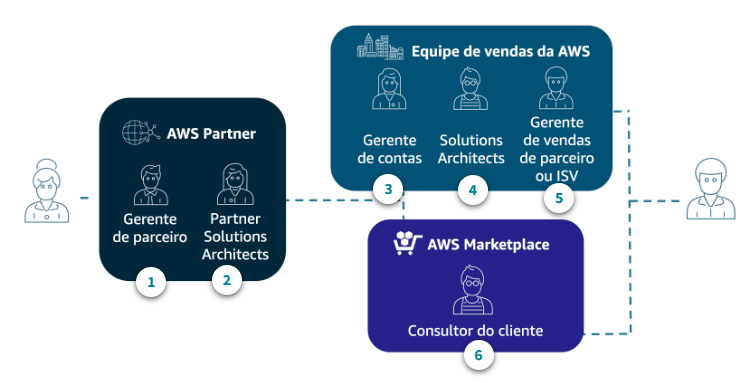 Equipe de vendas da AWS
Gerente
de contas
Solutions
Architects
Gerente
de vendas
de parceiro
ou ISV
3
4
5
AWS Partner
Gerente
de parceiro
Partner
Solutions
Architects
1
2
AWS Marketplace
Consultor do cliente
6